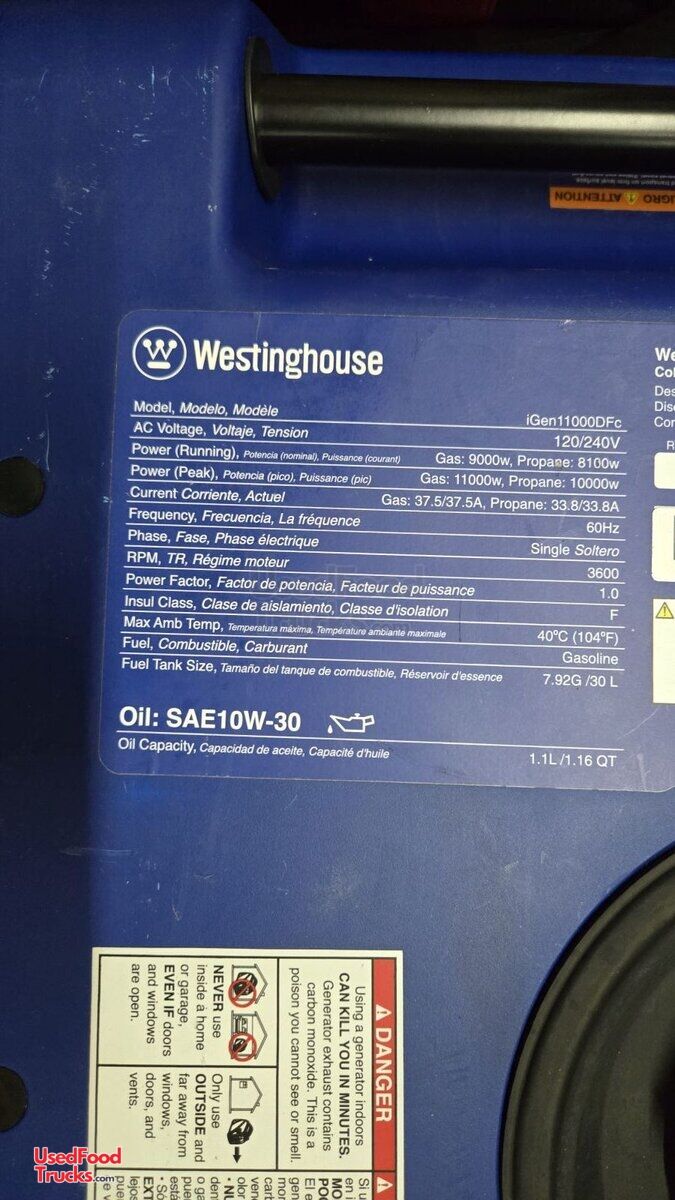 ATTENTION
Westinghouse
Model, Modelo, Modèle iGen11000DFc
AC Voltage, Voltaje, Tension 120/240V
Power (Running), Potencia (nominal), Puissance (courant) Gas: 9000w, Propane: 8100w
Power (Peak), Potencia (pico), Puissance (pic) Gas: 11000w, Propane: 10000w
Current Corriente, Actuel Gas: 37.5/37.5A, Propane: 33.8/33.8A
Frequency, Frecuencia, La fréquence 60Hz
Phase, Fase, Phase électrique Single Soltero
RPM, TR, Régime moteur 3600
Power Factor, Factor de potencia, Facteur de puissance 1.0
Insul Class, Clase de aislamiento, Classe d'isolation F
Max Amb Temp, Temperatura máxima, Température ambiante maximale 40ºC (104ºF)
Fuel, Combustible, Carburant Gasoline
Fuel Tank Size, Tamaño del tanque de combustible, Réservoir d'essence 7.92G /30 L
Oil: SAE10W-30
Oil Capacity, Capacidad de aceite, Capacité d'huile 1.1L /1.16 QT
DANGER
Using a generator indoors
CAN KILL YOU IN MINUTES.
Generator exhaust contains
carbon monoxide. This is a
poison you cannot see or smell.
NEVER use
inside a home
or garage,
EVEN IF doors
and windows
are open.
Only use
OUTSIDE and
far away from
windows,
doors, and
vents.
UsedFood
Trucks.com